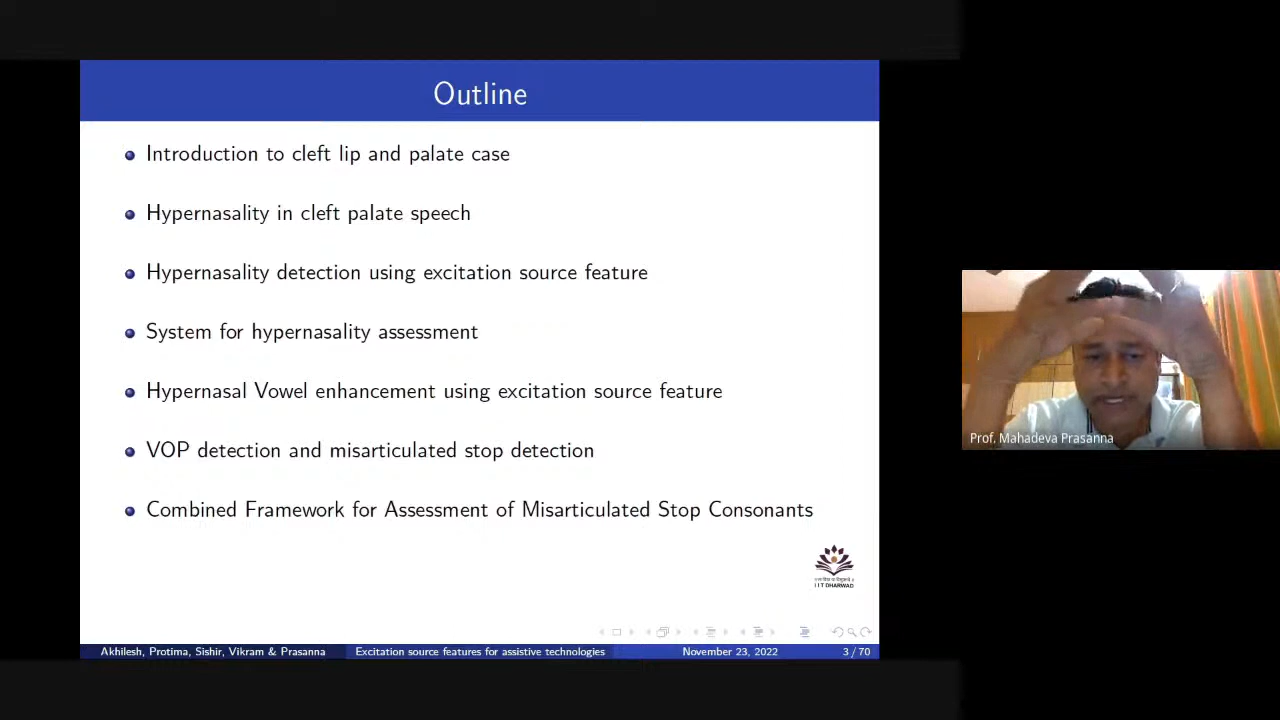 Outline
Introduction to cleft lip and palate case
Hypernasality in cleft palate speech
Hypernasality detection using excitation source feature
System for hypernasality assessment
Hypernasal Vowel enhancement using excitation source feature
VOP detection and misarticulated stop detection
Combined Framework for Assessment of Misarticulated Stop Consonants
IIT DHARWAD
Akhilesh, Protima, Sishir, Vikram & Prasanna
Excitation source features for assistive technologies
November 23, 2022
3 / 70
Prof. Mahadeva Prasanna